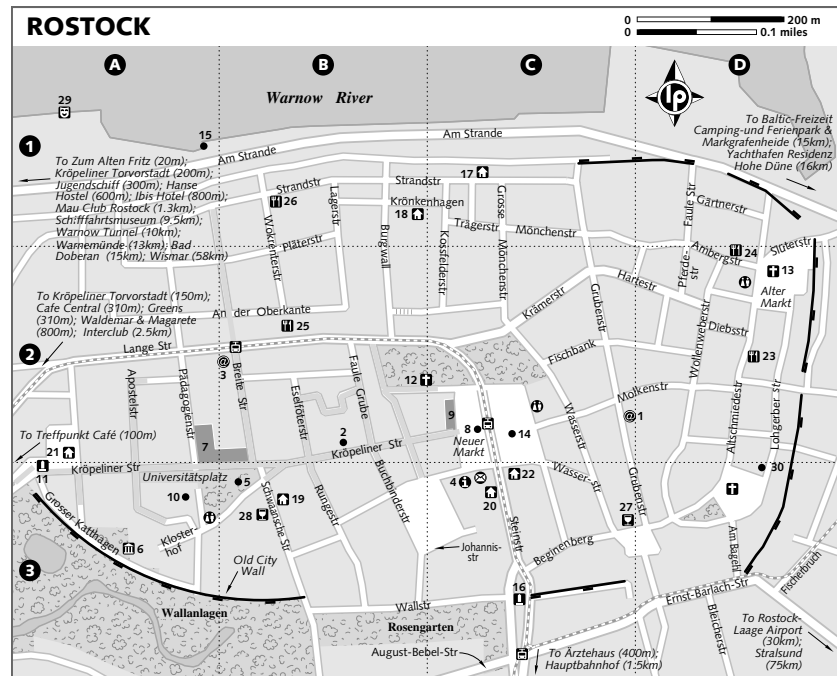 ROSTOCK
0 200 m
0 0.1 miles
A
B
C
D
1
2
3
lp
Warnow River
29
15
Am Strande
Am Strande
To Baltic-Freizeit
Camping-und Ferienpark &
Markgrafenheide (15km);
Yachthafen Residenz
Hohe Düne (16km)
To Zum Alten Fritz (20m);
Kröpeliner Torvorstadt (200m);
Jugendschiff (300m); Hanse
Hostel (600m); Ibis Hotel (800m);
Mau Club Rostock (1.3km);
Schifffahrtsmuseum (9.5km);
Warnow Tunnel (10km);
Warnemünde (13km); Bad
Doberan (15km); Wismar (58km)
Strandstr
Strandstr
17
26
Krönkenhagen
18
Lagerstr
Wokrenterstr
Burgwall
Kossfelderstr
Grosse
Mönchenstr
Trägerstr
Mönchenstr
Faule Str
Gartnerstr
Ambergstr
Slüterstr
24
13
Alter
Markt
Pferde-
str
Hartestr
Pläterstr
To Kröpeliner Torvorstadt (150m);
Cafe Central (310m); Greens
(310m); Waldemar & Magarete
(800m); Interclub (2.5km)
An der Oberkante
25
Krämerstr
Grubenstr
Wollenweberstr
Diebsstr
23
Lange Str
Fischbank
3
Breite Str
Faule Grube
12
Molkenstr
1
Apostelstr
Pädagogienstr
Eselföterstr
2
9
8
Neuer
Markt
14
Wasserstr
Altschmiedestr
Lohgerber str
To Treffpunkt Café (100m)
21
7
Kröpeliner Str
Kröpeliner Str
11
Universitätsplatz
5
10
Kloster-
hof
28
19
Schwaansche Str
Rungestr
Buchbinderstr
4
22
20
Wasser-str
Grubenstr
27
30
Grosser Katthagen
6
Old City
Wall
Johannis-
str
Steinstr
Beginenberg
Am Bagehl
Fischerbruch
16
Wallanlagen
Wallstr
Rosengarten
Ernst-Barlach-Str
Bleicherstr
August-Bebel-Str
To Ärztehaus (400m);
Hauptbahnhof (1.5km)
To Rostock-
Laage Airport
(30km);
Stralsund
(75km)